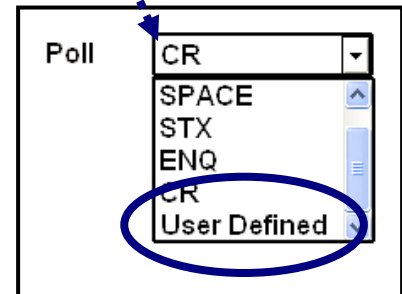 Poll CR
SPACE
STX
ENQ
CR
User Defined